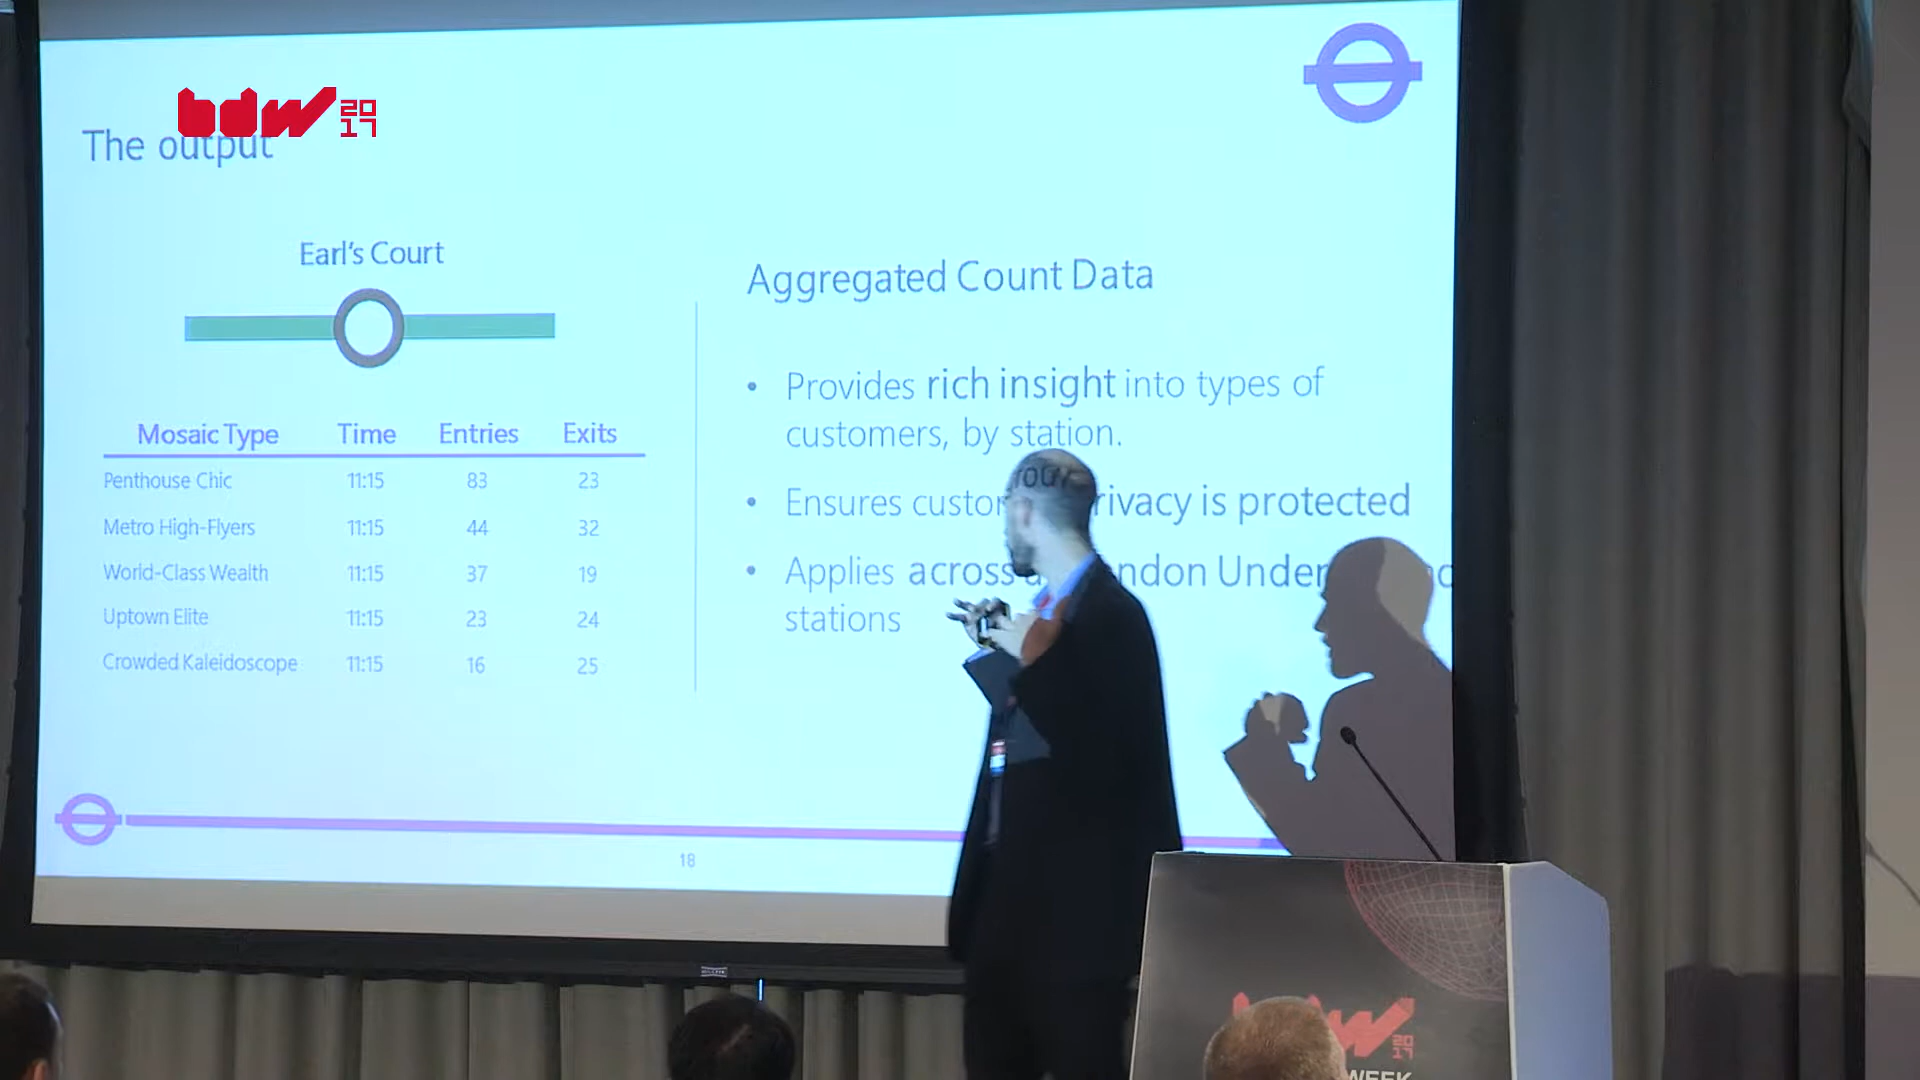 bdw 2017
The output
Earl's Court
Mosaic Type Time Entries Exits
Penthouse Chic 11:15 83 23
Metro High-Flyers 11:15 44 32
World-Class Wealth 11:15 37 19
Uptown Elite 11:15 23 24
Crowded Kaleidoscope 11:15 16 25
Aggregated Count Data
• Provides rich insight into types of
customers, by station.
• Ensures is protected
• Applies across
stations
18
2017
WEEK